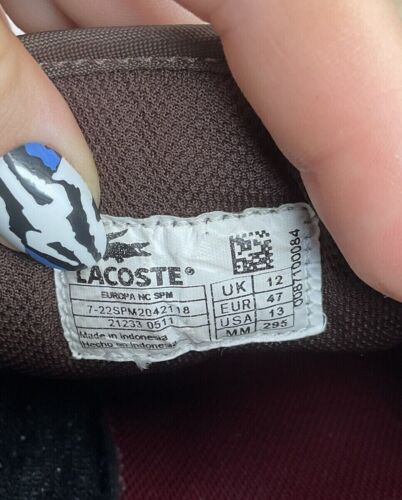 LACOSTE®
EUROPA NC SPM
7-22SPM2042118
21233 0511
Made in Indonesia
Hecho en Indonesia
UK 12
EUR 47
USA 13
MM 295
0087100084